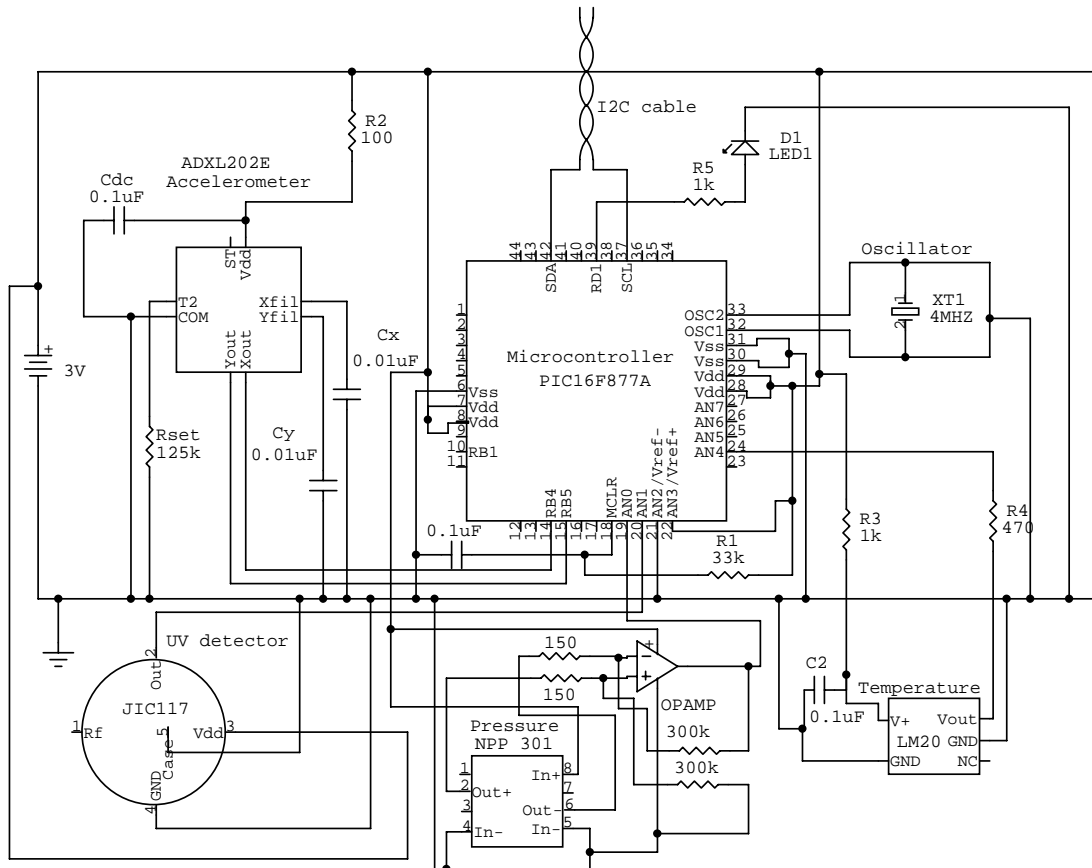 I2C cable
R2
100
D1
LED1
ADXL202E
Accelerometer
Cdc
0.1uF
R5
1k
44
43
42
41
40
39
38
37
36
35
34
ST
Vdd
SDA
RD1
SCL
Oscillator
T2
COM
Xfil
Yfil
Yout
Xout
1
2
XT1
4MHZ
3V
+
Cx
0.01uF
Microcontroller
PIC16F877A
1
2
3
4
5
6
7
8
9
10
11
Vss
Vdd
Vdd
RB1
OSC2
OSC1
Vss
Vss
Vdd
Vdd
AN7
AN6
AN5
AN4
33
32
31
30
29
28
27
26
25
24
23
Rset
125k
Cy
0.01uF
RB4
RB5
MCLR
AN0
AN1
AN2/Vref-
AN3/Vref+
12
13
14
15
16
17
18
19
20
21
22
0.1uF
R1
33k
R3
1k
R4
470
UV detector
JIC117
Out
2
1
Rf
Case
5
Vdd
3
GND
4
150
150
-
+
+
OPAMP
300k
300k
Pressure
NPP 301
1
2
3
4
Out+
In-
In+
Out-
In-
8
7
6
5
C2
0.1uF
Temperature
V+
Vout
LM20
GND
GND
NC